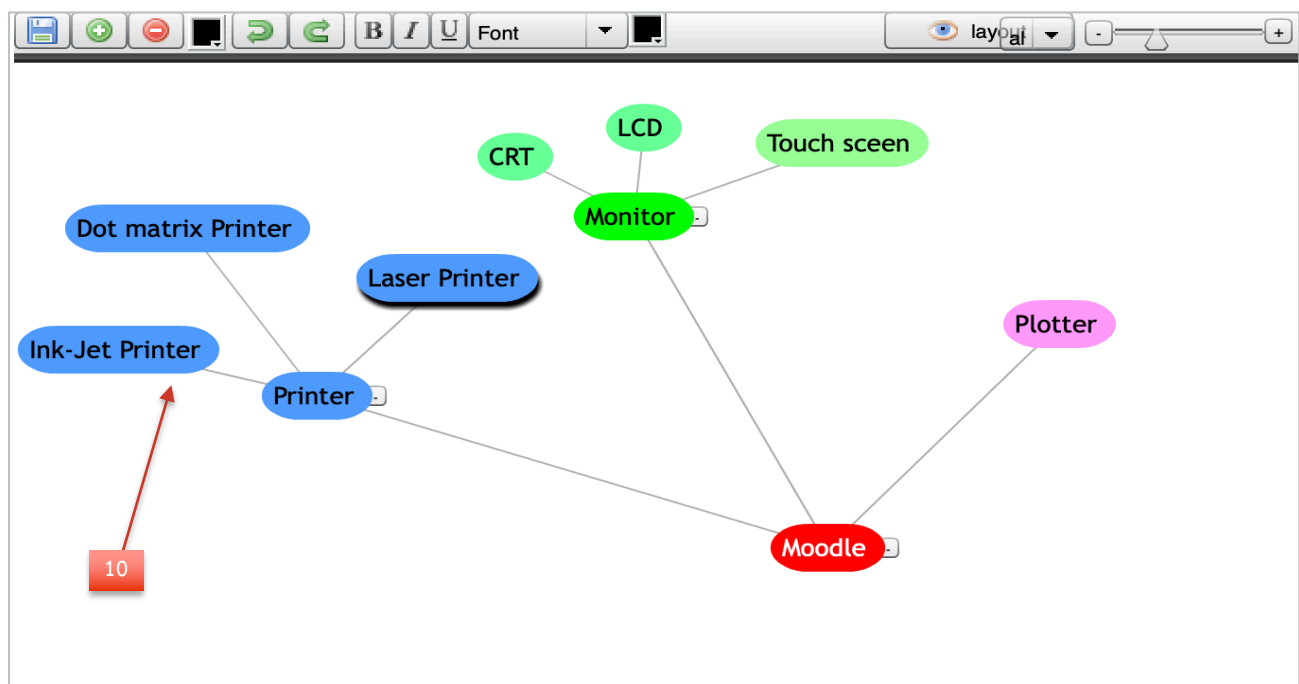 B I U Font layout al - +
LCD
CRT
Touch sceen
Monitor -
Dot matrix Printer
Laser Printer
Plotter
Ink-Jet Printer
Printer -
Moodle -
10